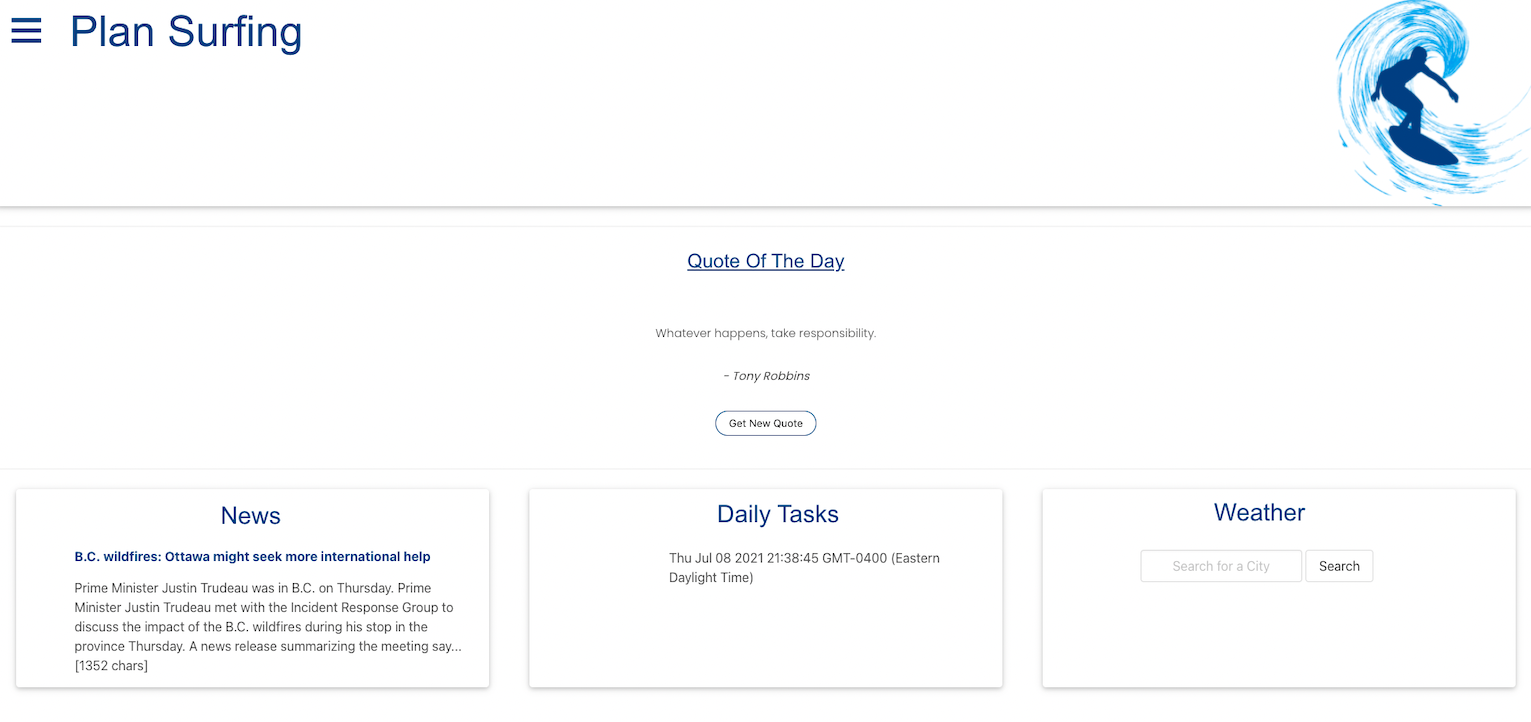 Plan Surfing
Quote Of The Day
Whatever happens, take responsibility.
- Tony Robbins
Get New Quote
News
B.C. wildfires: Ottawa might seek more international help
Prime Minister Justin Trudeau was in B.C. on Thursday. Prime
Minister Justin Trudeau met with the Incident Response Group to
discuss the impact of the B.C. wildfires during his stop in the
province Thursday. A news release summarizing the meeting say...
[1352 chars]
Daily Tasks
Thu Jul 08 2021 21:38:45 GMT-0400 (Eastern
Daylight Time)
Weather
Search for a City
Search